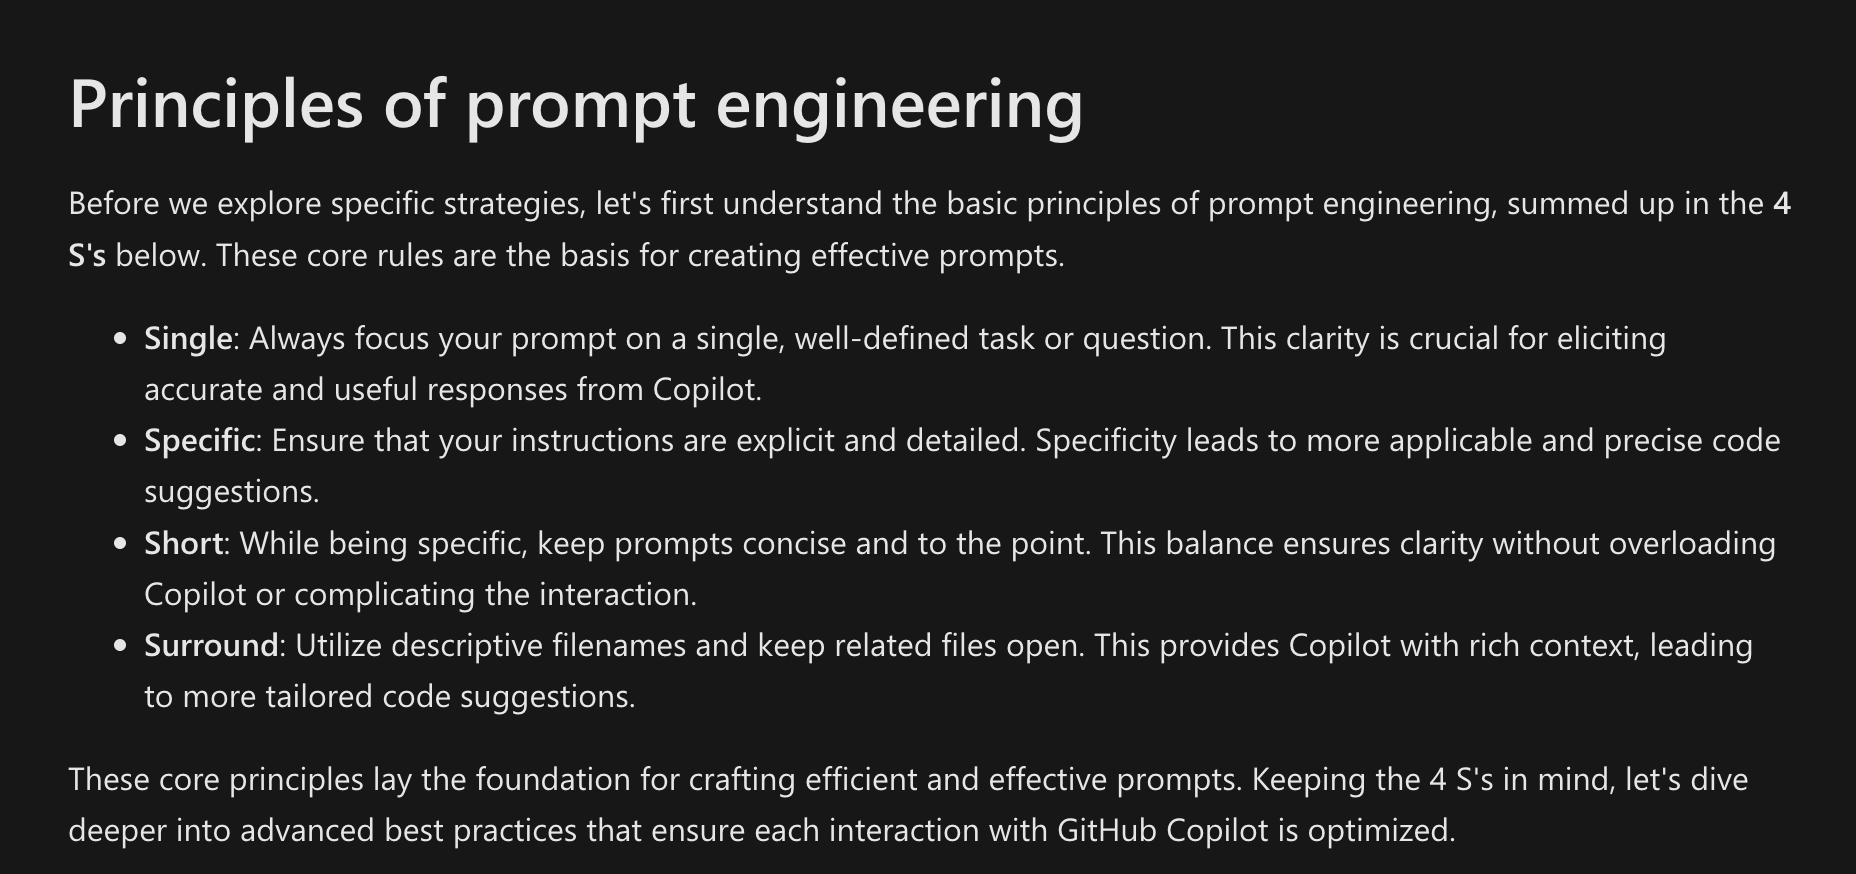 Principles of prompt engineering
Before we explore specific strategies, let's first understand the basic principles of prompt engineering, summed up in the 4
S's below. These core rules are the basis for creating effective prompts.
• Single: Always focus your prompt on a single, well-defined task or question. This clarity is crucial for eliciting
accurate and useful responses from Copilot.
• Specific: Ensure that your instructions are explicit and detailed. Specificity leads to more applicable and precise code
suggestions.
• Short: While being specific, keep prompts concise and to the point. This balance ensures clarity without overloading
Copilot or complicating the interaction.
• Surround: Utilize descriptive filenames and keep related files open. This provides Copilot with rich context, leading
to more tailored code suggestions.
These core principles lay the foundation for crafting efficient and effective prompts. Keeping the 4 S's in mind, let's dive
deeper into advanced best practices that ensure each interaction with GitHub Copilot is optimized.